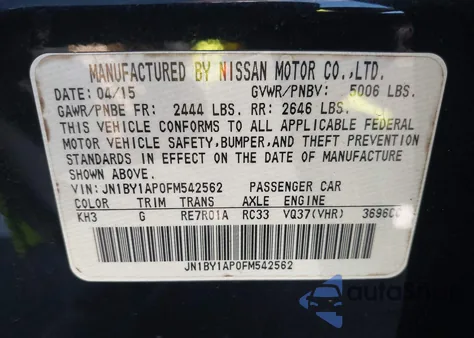 MANUFACTURED BY NISSAN MOTOR CO.,LTD.
DATE: 04/15 GVWR/PNBV: 5006 LBS.
GAWR/PNBE FR: 2444 LBS. RR: 2646 LBS.
THIS VEHICLE CONFORMS TO ALL APPLICABLE FEDERAL
MOTOR VEHICLE SAFETY,BUMPER,AND THEFT PREVENTION
STANDARDS IN EFFECT ON THE DATE OF MANUFACTURE
SHOWN ABOVE.
VIN:JN1BY1AP0FM542562 PASSENGER CAR
COLOR TRIM TRANS AXLE ENGINE
KH3 G RE7R01A RC33 VQ37(VHR) 3696CC
JN1BY1AP0FM542562